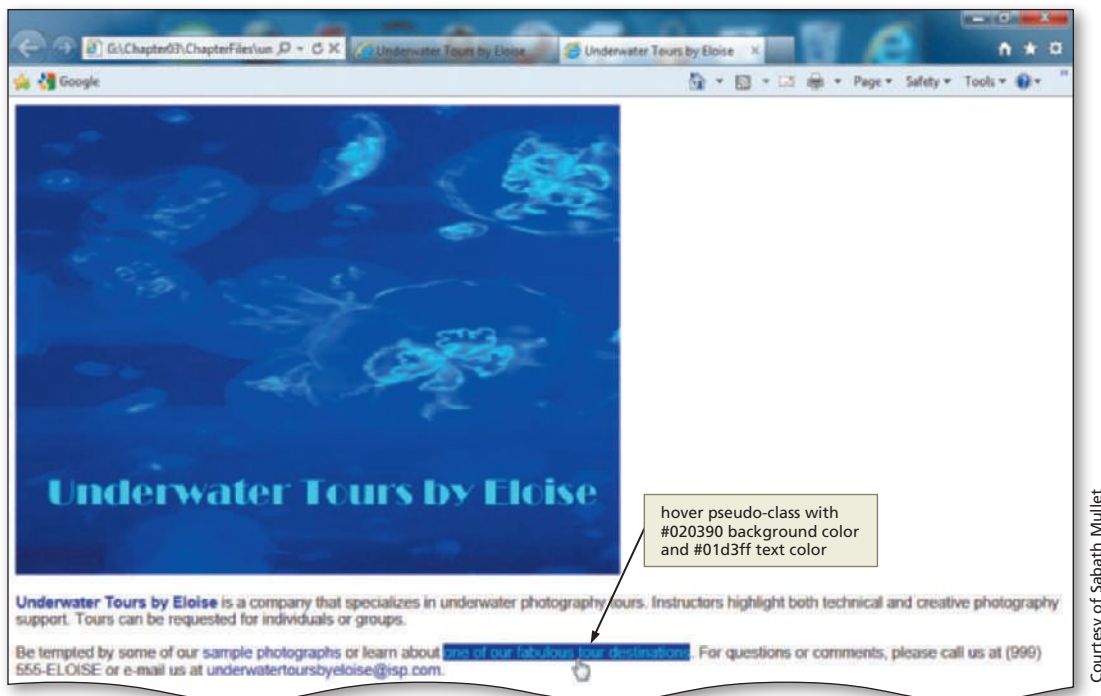 G:\Chapter03\ChapterFiles\un
Underwater Tours by Eloise
Underwater Tours by Eloise
Google
Page Safety Tools
Underwater Tours by Eloise
hover pseudo-class with
#020390 background color
and #01d3ff text color
Underwater Tours by Eloise is a company that specializes in underwater photography tours. Instructors highlight both technical and creative photography
support. Tours can be requested for individuals or groups.
Be tempted by some of our sample photographs or learn about one of our fabulous tour destinations. For questions or comments, please call us at (999)
555-ELOISE or e-mail us at underwatertoursbyeloise@isp.com.
Courtesy of Sabath Mullet